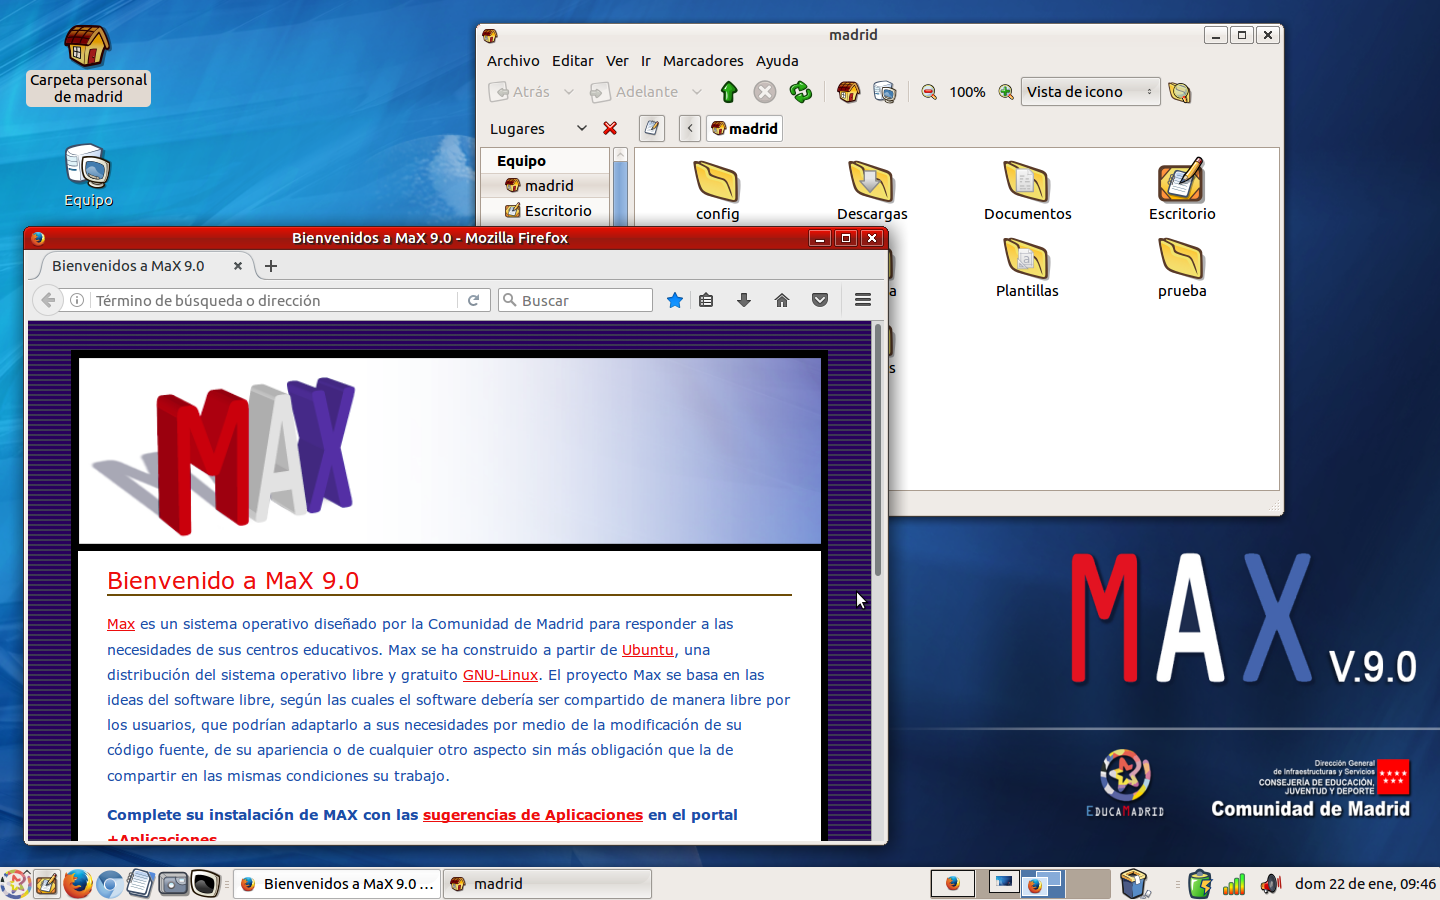 Carpeta personal
de madrid
Equipo
madrid
Archivo Editar Ver Ir Marcadores Ayuda
Atrás Adelante 100% Vista de icono
Lugares madrid
Equipo
madrid
Escritorio
config Descargas Documentos Escritorio
a Plantillas prueba
s
Bienvenidos a MaX 9.0 - Mozilla Firefox
Bienvenidos a MaX 9.0
Término de búsqueda o dirección Buscar
MAX
Bienvenido a MaX 9.0
Max es un sistema operativo diseñado por la Comunidad de Madrid para responder a las
necesidades de sus centros educativos. Max se ha construido a partir de Ubuntu, una
distribución del sistema operativo libre y gratuito GNU-Linux. El proyecto Max se basa en las
ideas del software libre, según las cuales el software debería ser compartido de manera libre por
los usuarios, que podrían adaptarlo a sus necesidades por medio de la modificación de su
código fuente, de su apariencia o de cualquier otro aspecto sin más obligación que la de
compartir en las mismas condiciones su trabajo.
Complete su instalación de MAX con las sugerencias de Aplicaciones en el portal
+Aplicaciones
MAX V.9.0
EDUCAMADRID
Dirección General
de Infraestructuras y Servicios
CONSEJERÍA DE EDUCACIÓN,
JUVENTUD Y DEPORTE
Comunidad de Madrid
Bienvenidos a MaX 9.0 ... madrid dom 22 de ene, 09:46